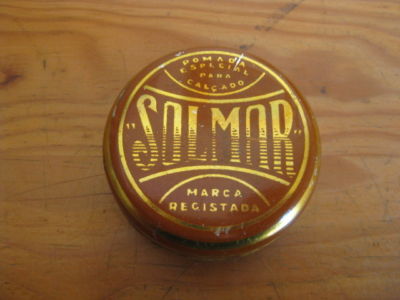 POMADA
ESPECIAL
PARA
CALÇADO
"SOLMAR"
MARCA
REGISTADA